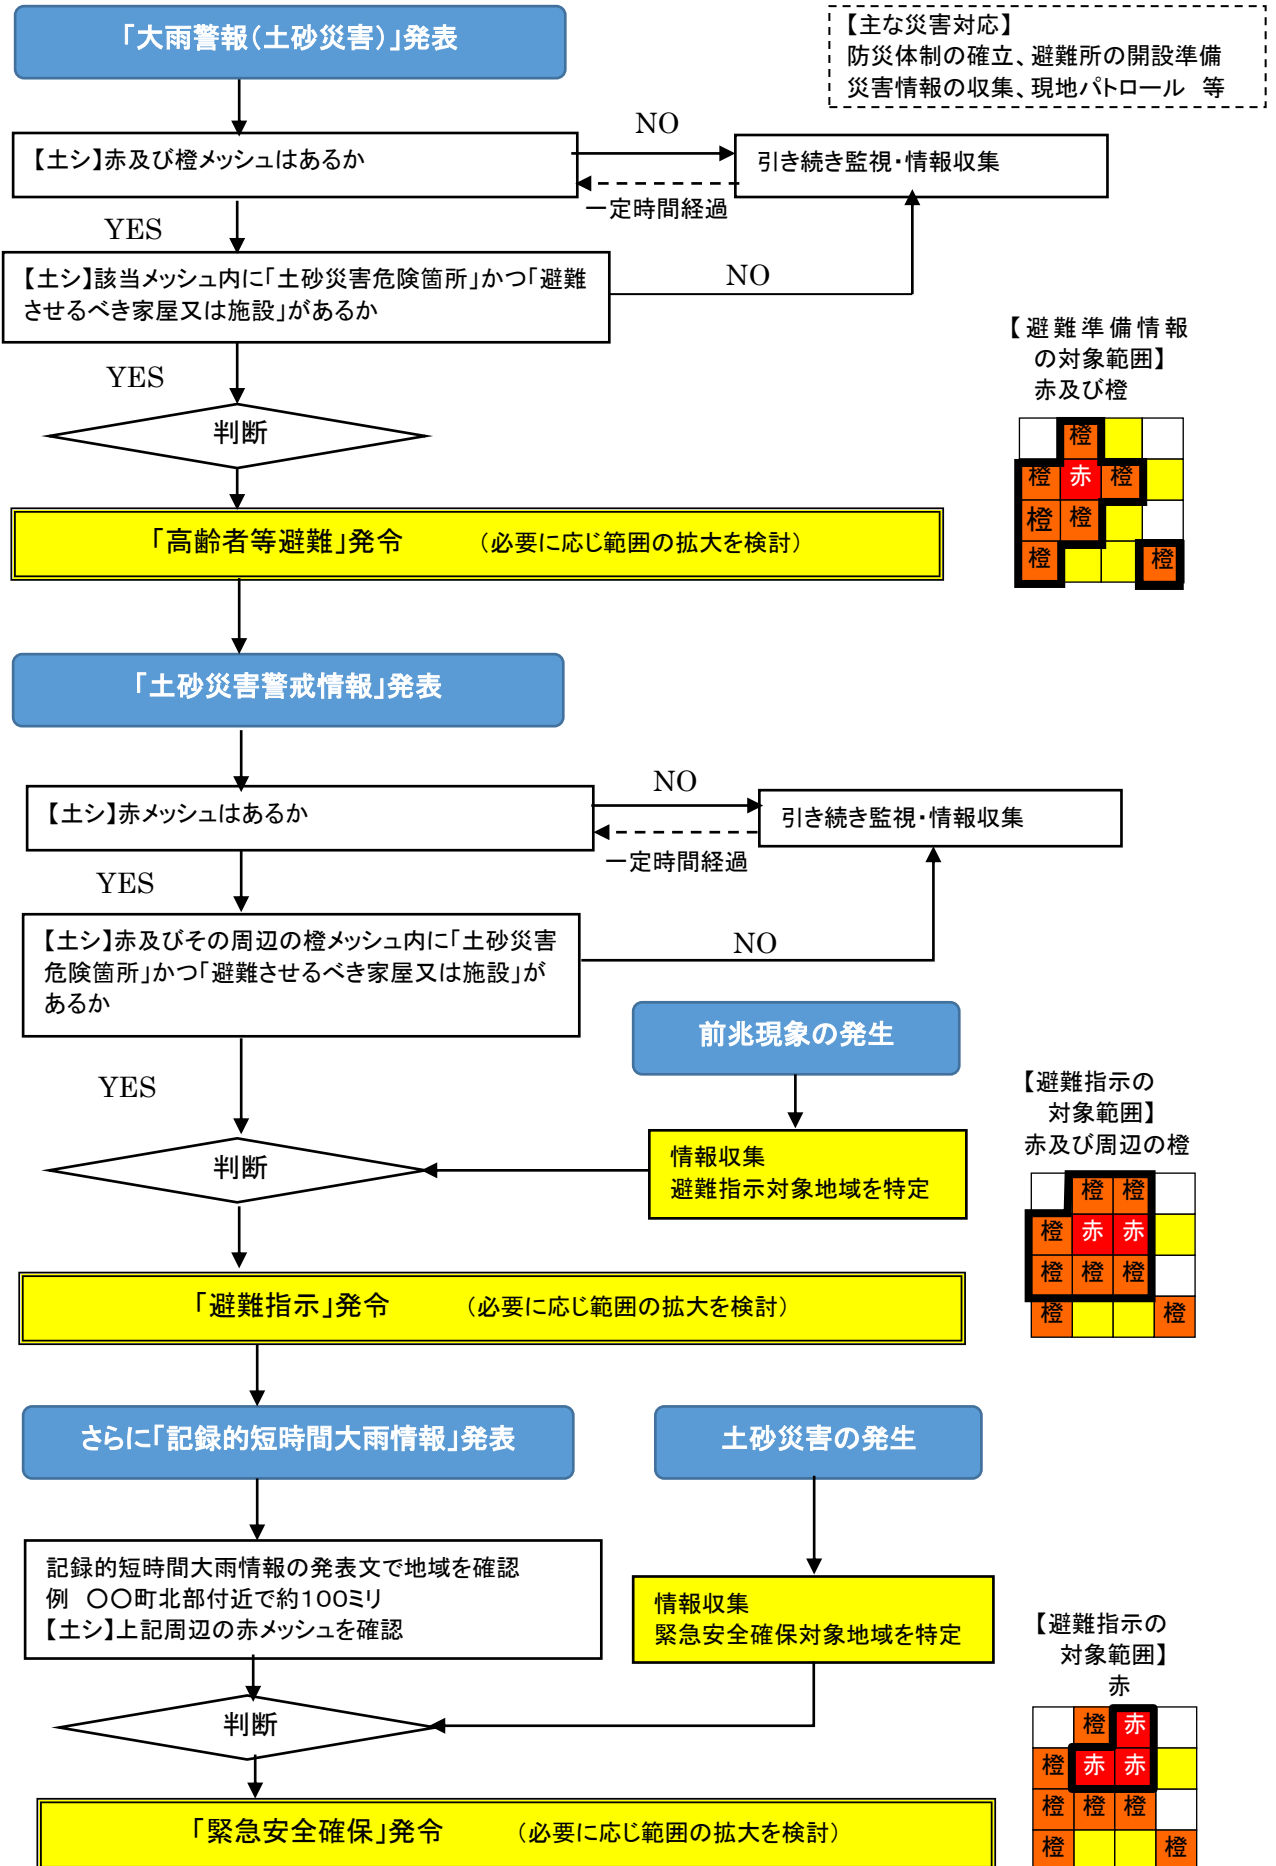 「大雨警報（土砂災害）」発表
【主な災害対応】
防災体制の確立、避難所の開設準備
災害情報の収集、現地パトロール　等
【土シ】赤及び橙メッシュはあるか
NO
引き続き監視・情報収集
一定時間経過
YES
【土シ】該当メッシュ内に「土砂災害危険箇所」かつ「避難
させるべき家屋又は施設」があるか
NO
YES
判断
【避難準備情報
の対象範囲】
赤及び橙
橙
橙 赤 橙
橙 橙
橙 橙
「高齢者等避難」発令　（必要に応じ範囲の拡大を検討）
「土砂災害警戒情報」発表
【土シ】赤メッシュはあるか
NO
引き続き監視・情報収集
一定時間経過
YES
【土シ】赤及びその周辺の橙メッシュ内に「土砂災害
危険箇所」かつ「避難させるべき家屋又は施設」が
あるか
NO
前兆現象の発生
YES
判断
情報収集
避難指示対象地域を特定
【避難指示の
対象範囲】
赤及び周辺の橙
橙 橙
橙 赤 赤
橙 橙 橙
橙 橙
「避難指示」発令　（必要に応じ範囲の拡大を検討）
さらに「記録的短時間大雨情報」発表
土砂災害の発生
記録的短時間大雨情報の発表文で地域を確認
例　〇〇町北部付近で約１００ミリ
【土シ】上記周辺の赤メッシュを確認
情報収集
緊急安全確保対象地域を特定
判断
【避難指示の
対象範囲】
赤
橙 赤
橙 赤 赤
橙 橙 橙
橙 橙
「緊急安全確保」発令　（必要に応じ範囲の拡大を検討）